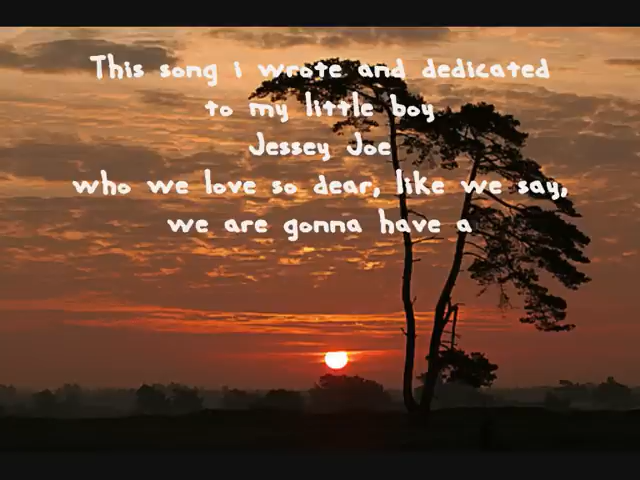 This song i wrote and dedicated
to my little boy
Jessey Joe
who we love so dear, like we say,
we are gonna have a